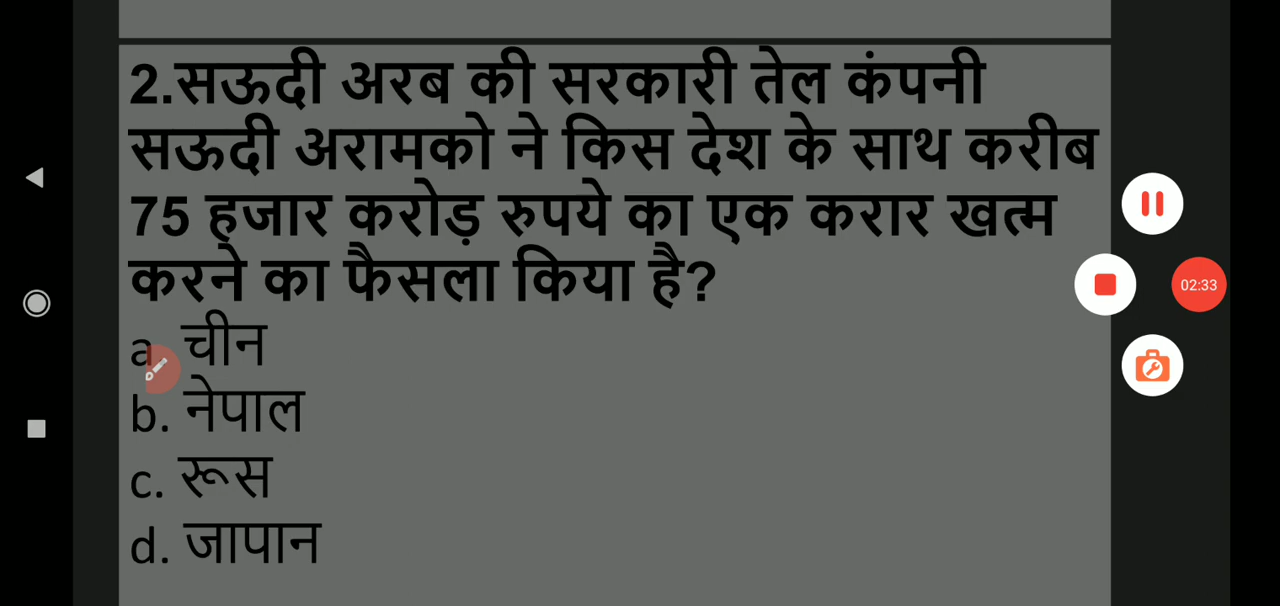 2.सऊदी अरब की सरकारी तेल कंपनी
सऊदी अरामको ने किस देश के साथ करीब
75 हजार करोड़ रुपये का एक करार खत्म
करने का फैसला किया है?
a. चीन
b. नेपाल
c. रूस
d. जापान
02:33